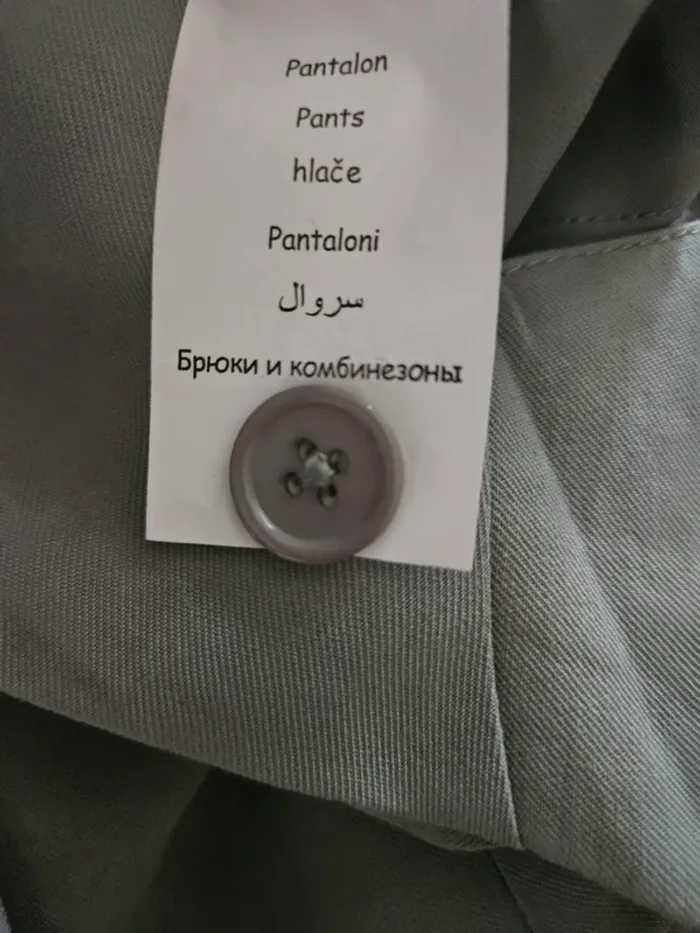 Pantalon
Pants
hlače
Pantaloni
سروال
Брюки и комбинезоны